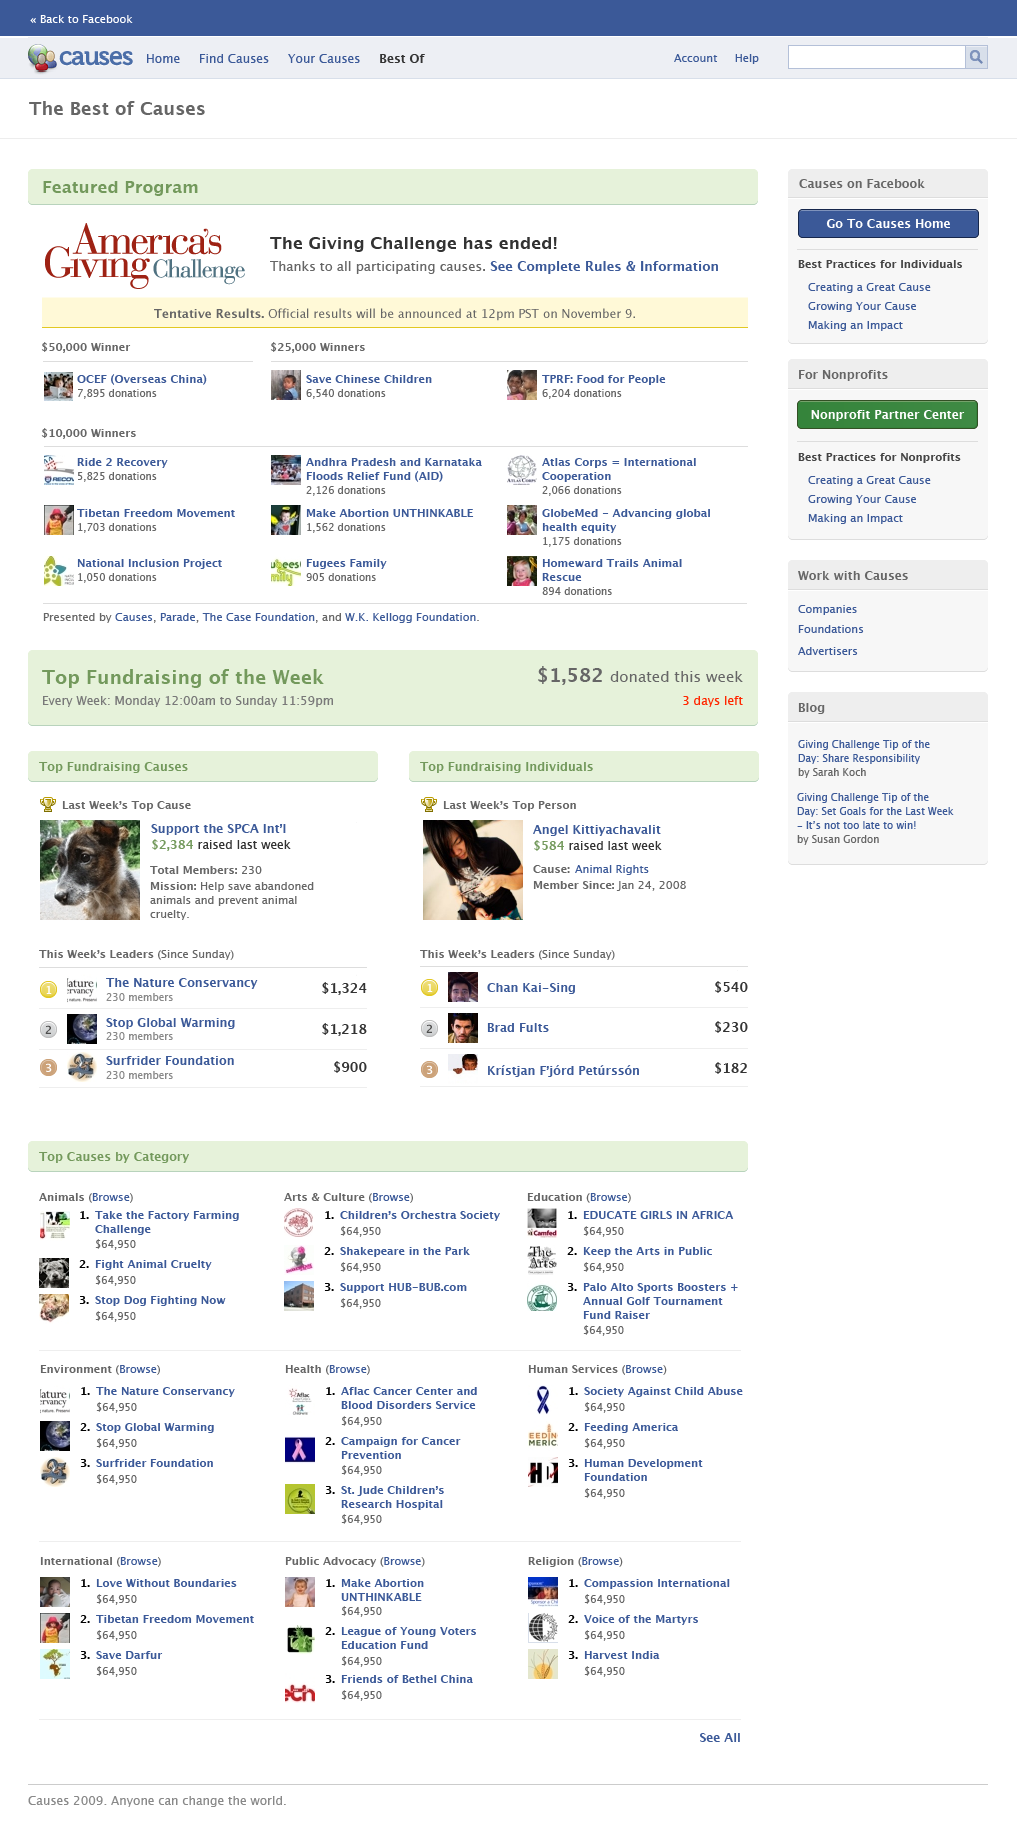 « Back to Facebook
causes
Home
Find Causes
Your Causes
Best Of
Account
Help
The Best of Causes
Featured Program
America's
Giving Challenge
The Giving Challenge has ended!
Thanks to all participating causes. See Complete Rules & Information
Tentative Results. Official results will be announced at 12pm PST on November 9.
$50,000 Winner
OCEF (Overseas China)
7,895 donations
$25,000 Winners
Save Chinese Children
6,540 donations
TPRF: Food for People
6,204 donations
$10,000 Winners
Ride 2 Recovery
5,825 donations
Andhra Pradesh and Karnataka
Floods Relief Fund (AID)
2,126 donations
Atlas Corps = International
Cooperation
2,066 donations
Tibetan Freedom Movement
1,703 donations
Make Abortion UNTHINKABLE
1,562 donations
GlobeMed - Advancing global
health equity
1,175 donations
National Inclusion Project
1,050 donations
Fugees Family
905 donations
Homeward Trails Animal
Rescue
894 donations
Presented by Causes, Parade, The Case Foundation, and W.K. Kellogg Foundation.
Top Fundraising of the Week
Every Week: Monday 12:00am to Sunday 11:59pm
$1,582 donated this week
3 days left
Top Fundraising Causes
Last Week's Top Cause
Support the SPCA Int'l
$2,384 raised last week
Total Members: 230
Mission: Help save abandoned
animals and prevent animal
cruelty.
This Week's Leaders (Since Sunday)
1
The Nature Conservancy
230 members
$1,324
2
Stop Global Warming
230 members
$1,218
3
Surfrider Foundation
230 members
$900
Top Fundraising Individuals
Last Week's Top Person
Angel Kittiyachavalit
$584 raised last week
Cause: Animal Rights
Member Since: Jan 24, 2008
This Week's Leaders (Since Sunday)
1
Chan Kai-Sing
$540
2
Brad Fults
$230
3
Krístjan F'jórd Petúrssón
$182
Top Causes by Category
Animals (Browse)
1. Take the Factory Farming
Challenge
$64,950
2. Fight Animal Cruelty
$64,950
3. Stop Dog Fighting Now
$64,950
Arts & Culture (Browse)
1. Children's Orchestra Society
$64,950
2. Shakepeare in the Park
$64,950
3. Support HUB-BUB.com
$64,950
Education (Browse)
1. EDUCATE GIRLS IN AFRICA
$64,950
2. Keep the Arts in Public
$64,950
3. Palo Alto Sports Boosters +
Annual Golf Tournament
Fund Raiser
$64,950
Environment (Browse)
1. The Nature Conservancy
$64,950
2. Stop Global Warming
$64,950
3. Surfrider Foundation
$64,950
Health (Browse)
1. Aflac Cancer Center and
Blood Disorders Service
$64,950
2. Campaign for Cancer
Prevention
$64,950
3. St. Jude Children's
Research Hospital
$64,950
Human Services (Browse)
1. Society Against Child Abuse
$64,950
2. Feeding America
$64,950
3. Human Development
Foundation
$64,950
International (Browse)
1. Love Without Boundaries
$64,950
2. Tibetan Freedom Movement
$64,950
3. Save Darfur
$64,950
Public Advocacy (Browse)
1. Make Abortion
UNTHINKABLE
$64,950
2. League of Young Voters
Education Fund
$64,950
3. Friends of Bethel China
$64,950
Religion (Browse)
1. Compassion International
$64,950
2. Voice of the Martyrs
$64,950
3. Harvest India
$64,950
See All
Causes on Facebook
Go To Causes Home
Best Practices for Individuals
Creating a Great Cause
Growing Your Cause
Making an Impact
For Nonprofits
Nonprofit Partner Center
Best Practices for Nonprofits
Creating a Great Cause
Growing Your Cause
Making an Impact
Work with Causes
Companies
Foundations
Advertisers
Blog
Giving Challenge Tip of the
Day: Share Responsibility
by Sarah Koch
Giving Challenge Tip of the
Day: Set Goals for the Last Week
- It's not too late to win!
by Susan Gordon
Causes 2009. Anyone can change the world.